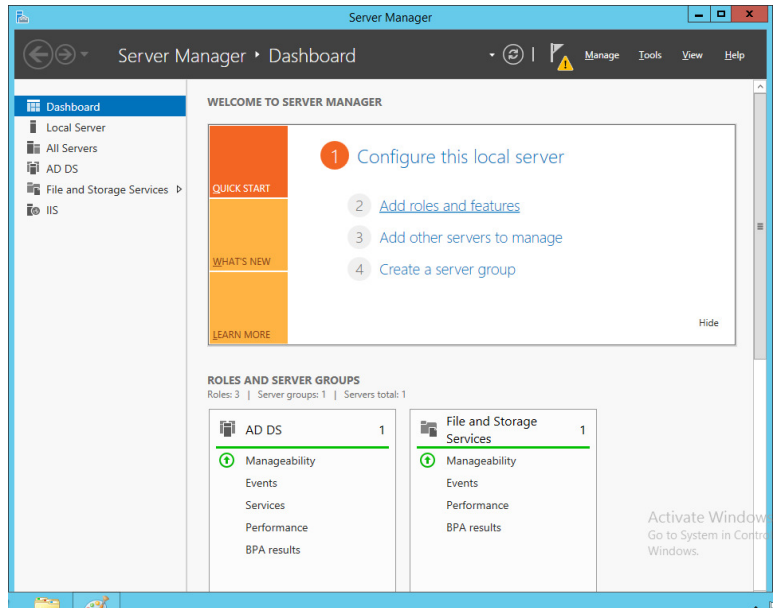 Server Manager
Server Manager ‣ Dashboard
Manage Tools View Help
Dashboard
Local Server
All Servers
AD DS
File and Storage Services
IIS
WELCOME TO SERVER MANAGER
QUICK START
WHAT'S NEW
LEARN MORE
1 Configure this local server
2 Add roles and features
3 Add other servers to manage
4 Create a server group
Hide
ROLES AND SERVER GROUPS
Roles: 3 | Server groups: 1 | Servers total: 1
AD DS 1
Manageability
Events
Services
Performance
BPA results
File and Storage
Services 1
Manageability
Events
Performance
BPA results
Activate Window
Go to System in Contro
Windows.